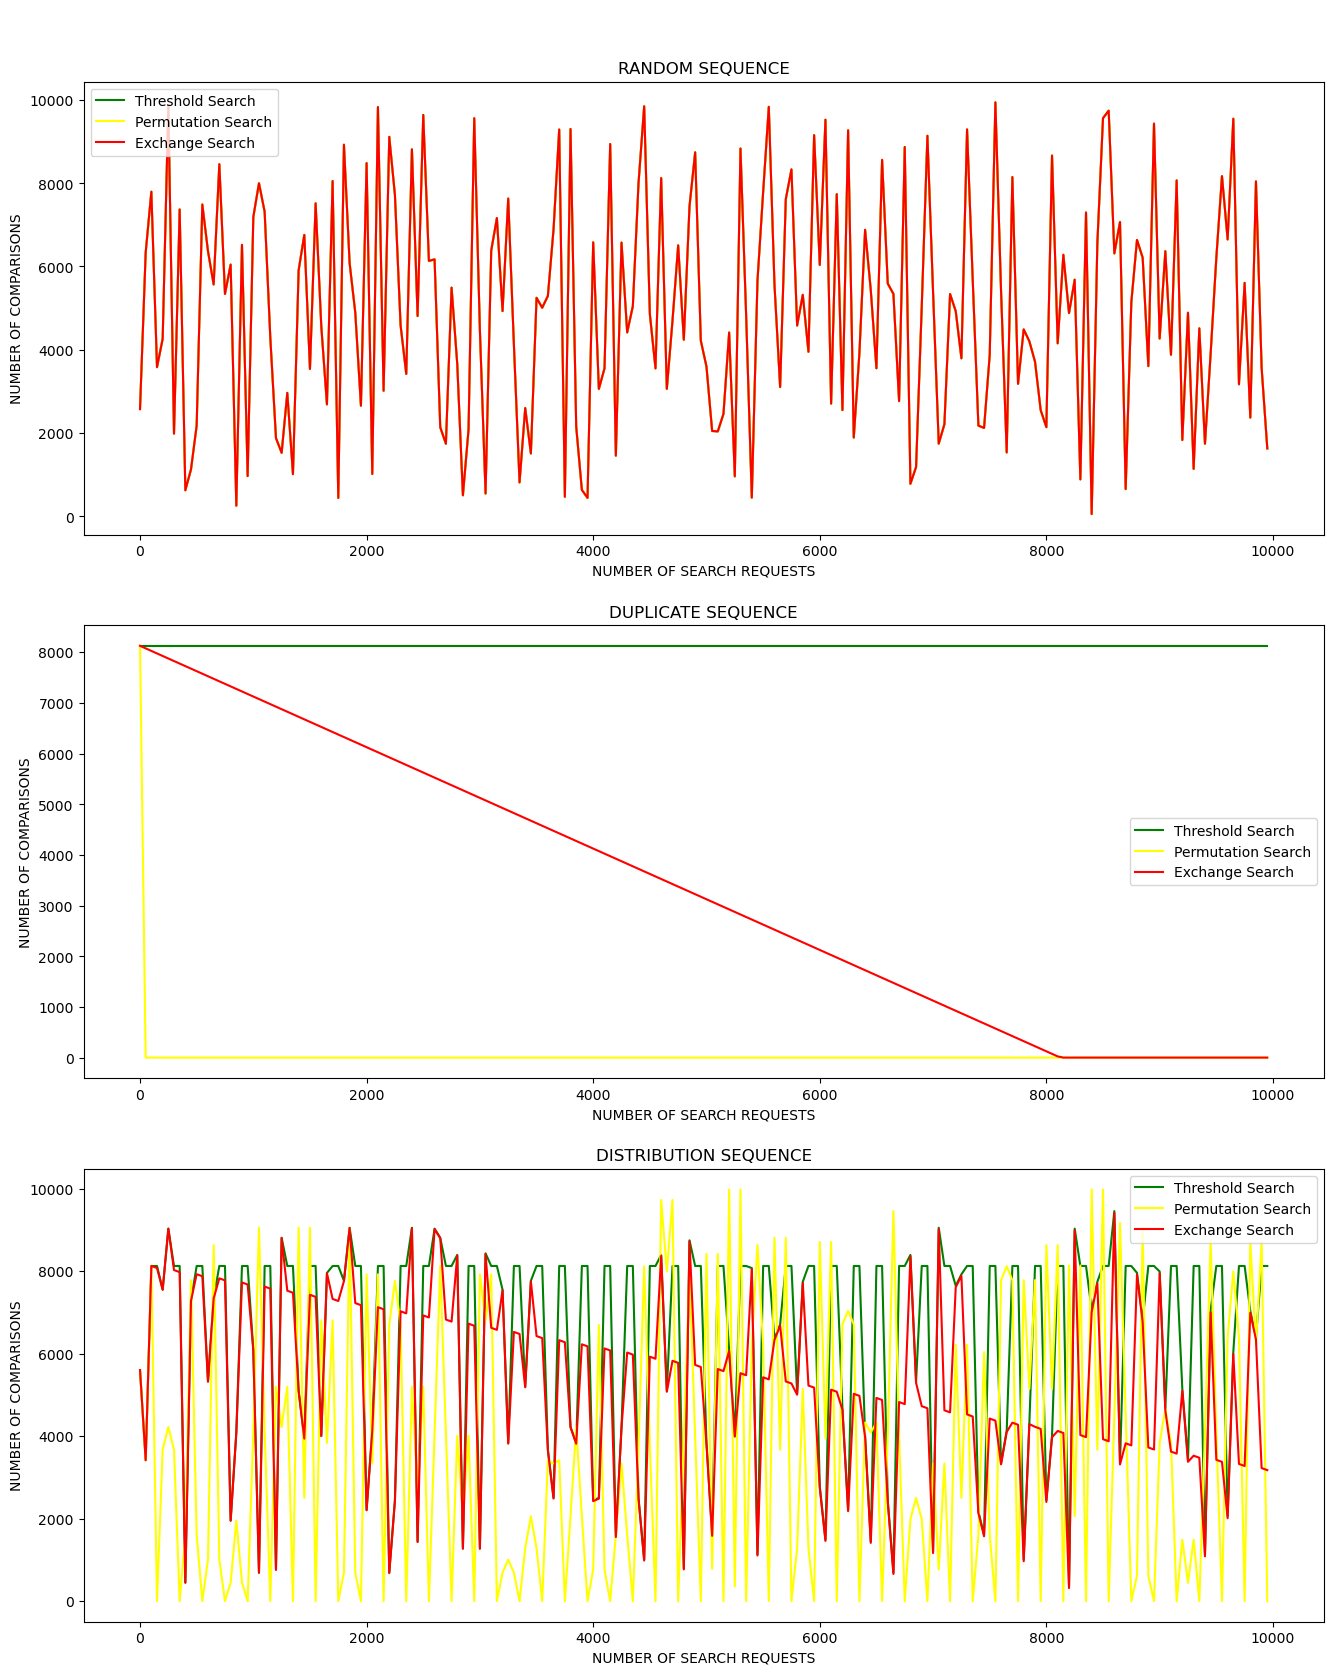 RANDOM SEQUENCE
Threshold Search
Permutation Search
Exchange Search
NUMBER OF COMPARISONS
10000
8000
6000
4000
2000
0
0 2000 4000 6000 8000 10000
NUMBER OF SEARCH REQUESTS
DUPLICATE SEQUENCE
NUMBER OF COMPARISONS
8000
7000
6000
5000
4000
3000
2000
1000
0
Threshold Search
Permutation Search
Exchange Search
0 2000 4000 6000 8000 10000
NUMBER OF SEARCH REQUESTS
DISTRIBUTION SEQUENCE
Threshold Search
Permutation Search
Exchange Search
NUMBER OF COMPARISONS
10000
8000
6000
4000
2000
0
0 2000 4000 6000 8000 10000
NUMBER OF SEARCH REQUESTS